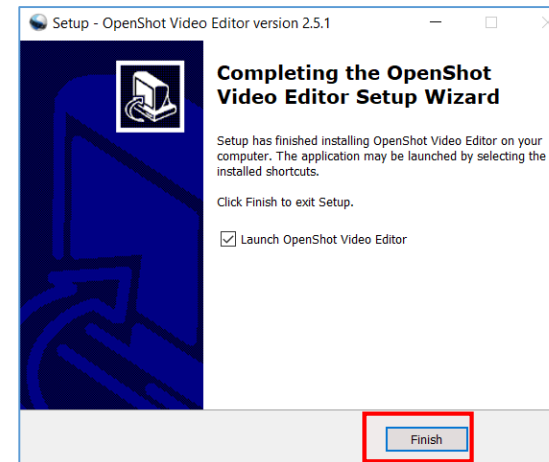 Setup - OpenShot Video Editor version 2.5.1
Completing the OpenShot
Video Editor Setup Wizard
Setup has finished installing OpenShot Video Editor on your
computer. The application may be launched by selecting the
installed shortcuts.
Click Finish to exit Setup.
Launch OpenShot Video Editor
Finish